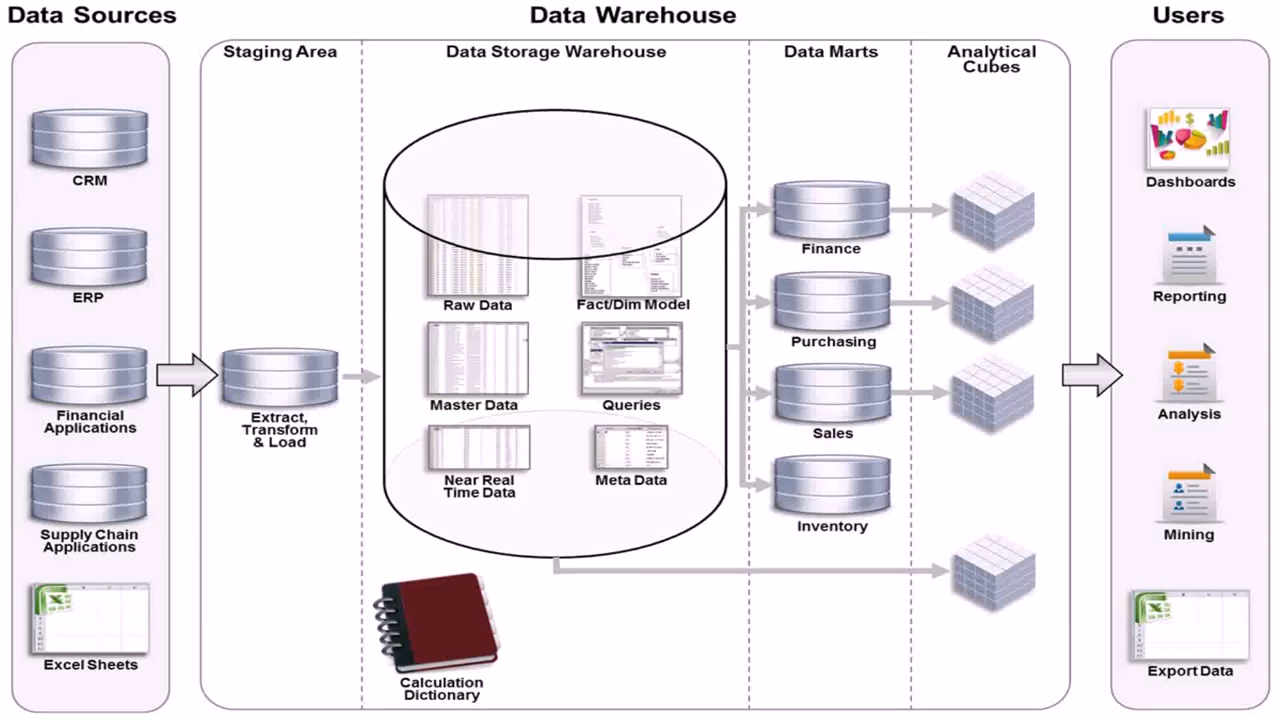 Data Sources
Data Warehouse
Users
Staging Area
Data Storage Warehouse
Data Marts
Analytical
Cubes
CRM
ERP
Financial
Applications
Supply Chain
Applications
Excel Sheets
Extract,
Transform
& Load
Raw Data
Fact/Dim Model
Master Data
Queries
Near Real
Time Data
Meta Data
Calculation
Dictionary
Finance
Purchasing
Sales
Inventory
Dashboards
Reporting
Analysis
Mining
Export Data